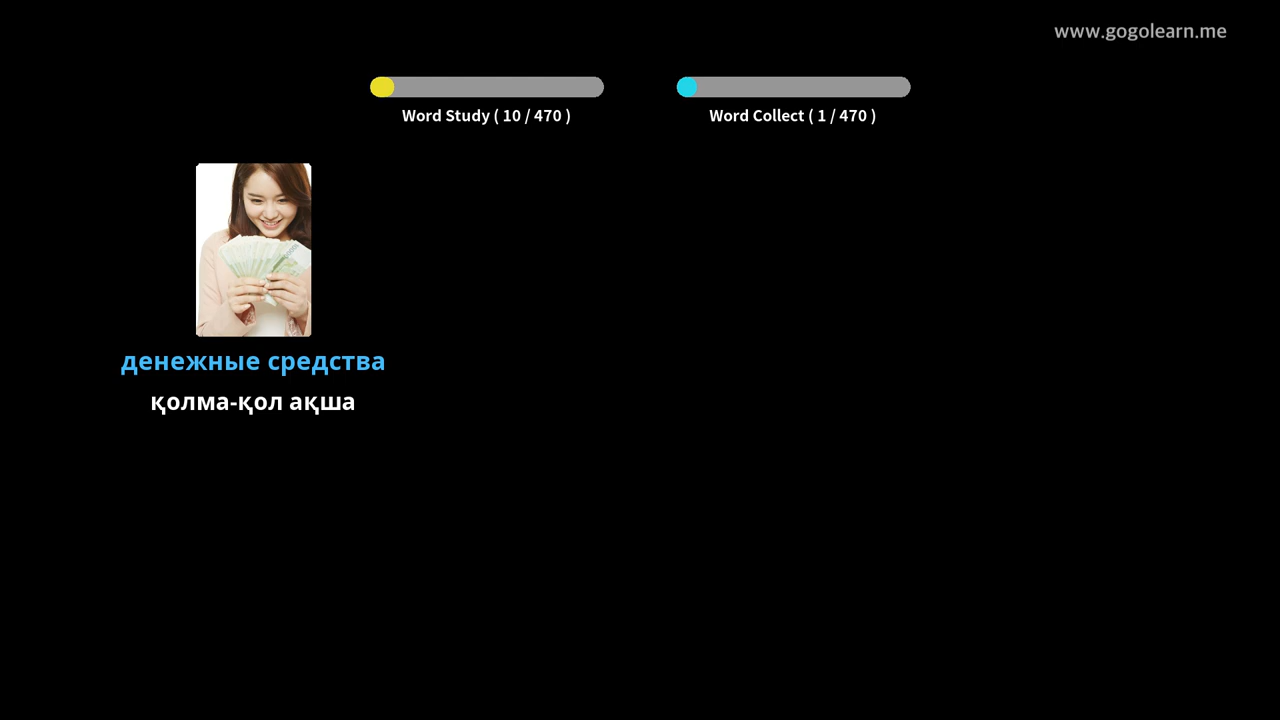 www.gogolearn.me
Word Study ( 10 / 470 )
Word Collect ( 1 / 470 )
денежные средства
қолма-қол ақша